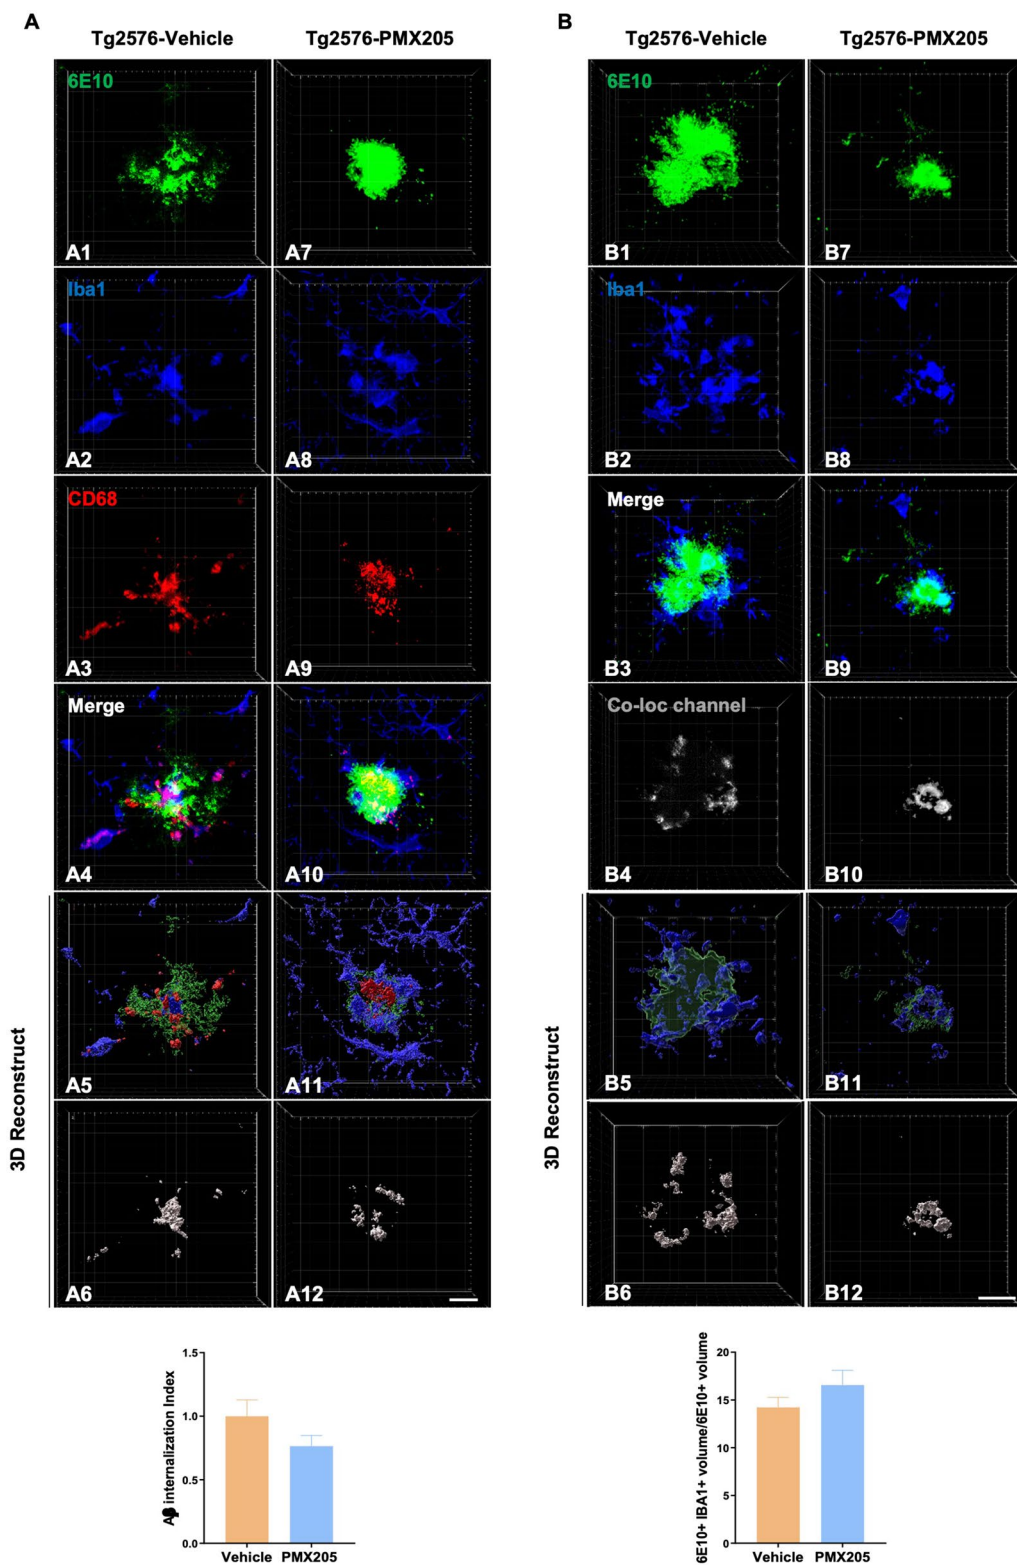 A
Tg2576-Vehicle
Tg2576-PMX205
6E10
A1
A7
Iba1
A2
A8
CD68
A3
A9
Merge
A4
A10
A5
A11
3D Reconstruct
A6
A12
1.5
1.0
0.5
0.0
Aβ internalization Index
Vehicle
PMX205
B
Tg2576-Vehicle
Tg2576-PMX205
6E10
B1
B7
Iba1
B2
B8
Merge
B3
B9
Co-loc channel
B4
B10
B5
B11
3D Reconstruct
B6
B12
20
15
10
5
0
6E10+ IBA1+ volume/6E10+ volume
Vehicle
PMX205